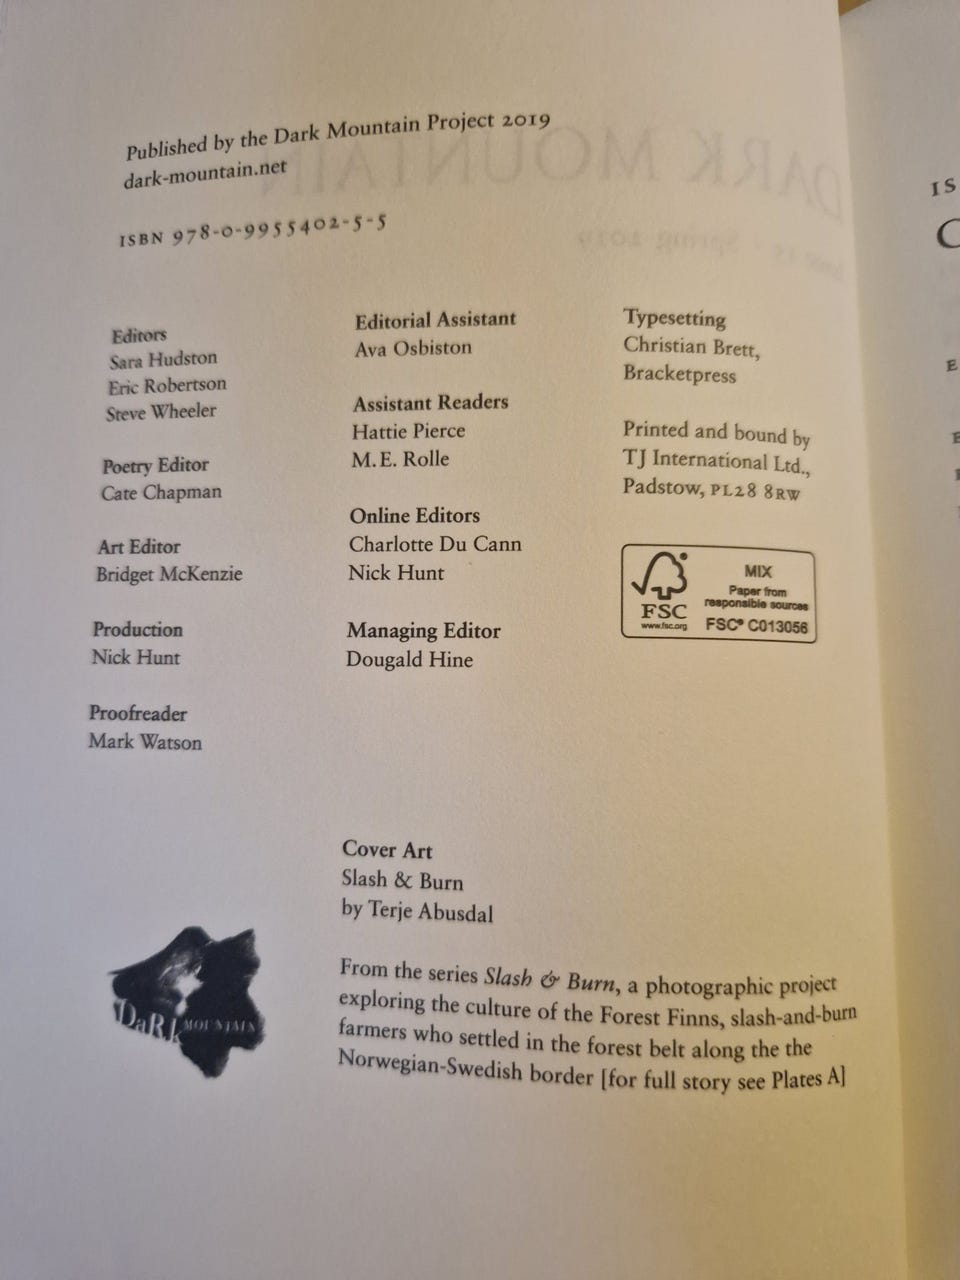 Published by the Dark Mountain Project 2019
dark-mountain.net
ISBN 978-0-9955402-5-5
Editors
Sara Hudston
Eric Robertson
Steve Wheeler
Poetry Editor
Cate Chapman
Art Editor
Bridget McKenzie
Production
Nick Hunt
Proofreader
Mark Watson
Editorial Assistant
Ava Osbiston
Assistant Readers
Hattie Pierce
M.E. Rolle
Online Editors
Charlotte Du Cann
Nick Hunt
Managing Editor
Dougald Hine
Typesetting
Christian Brett,
Bracketpress
Printed and bound by
TJ International Ltd.,
Padstow, PL28 8RW
FSC
www.fsc.org
MIX
Paper from
responsible sources
FSC® C013056
Cover Art
Slash & Burn
by Terje Abusdal
From the series Slash & Burn, a photographic project
exploring the culture of the Forest Finns, slash-and-burn
farmers who settled in the forest belt along the the
Norwegian-Swedish border [for full story see Plates A]
DARK MOUNTAIN
DARK MOUNTAIN
Spring 2019
IS